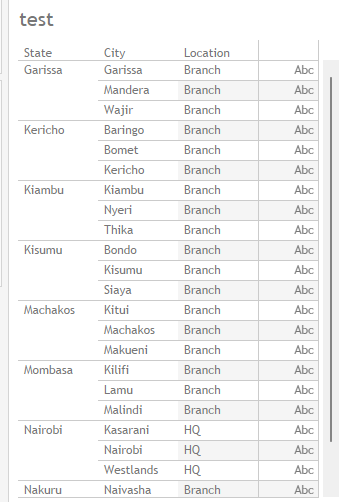 test
State City Location
Garissa Garissa Branch Abc
Mandera Branch Abc
Wajir Branch Abc
Kericho Baringo Branch Abc
Bomet Branch Abc
Kericho Branch Abc
Kiambu Kiambu Branch Abc
Nyeri Branch Abc
Thika Branch Abc
Kisumu Bondo Branch Abc
Kisumu Branch Abc
Siaya Branch Abc
Machakos Kitui Branch Abc
Machakos Branch Abc
Makueni Branch Abc
Mombasa Kilifi Branch Abc
Lamu Branch Abc
Malindi Branch Abc
Nairobi Kasarani HQ Abc
Nairobi HQ Abc
Westlands HQ Abc
Nakuru Naivasha Branch Abc